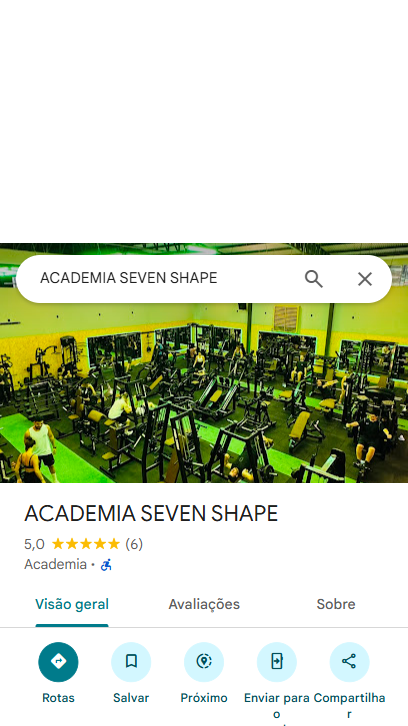 ACADEMIA SEVEN SHAPE
ACADEMIA SEVEN SHAPE
5,0 (6)
Academia ·
Visão geral
Avaliações
Sobre
Rotas
Salvar
Próximo
Enviar para o
Compartilhar